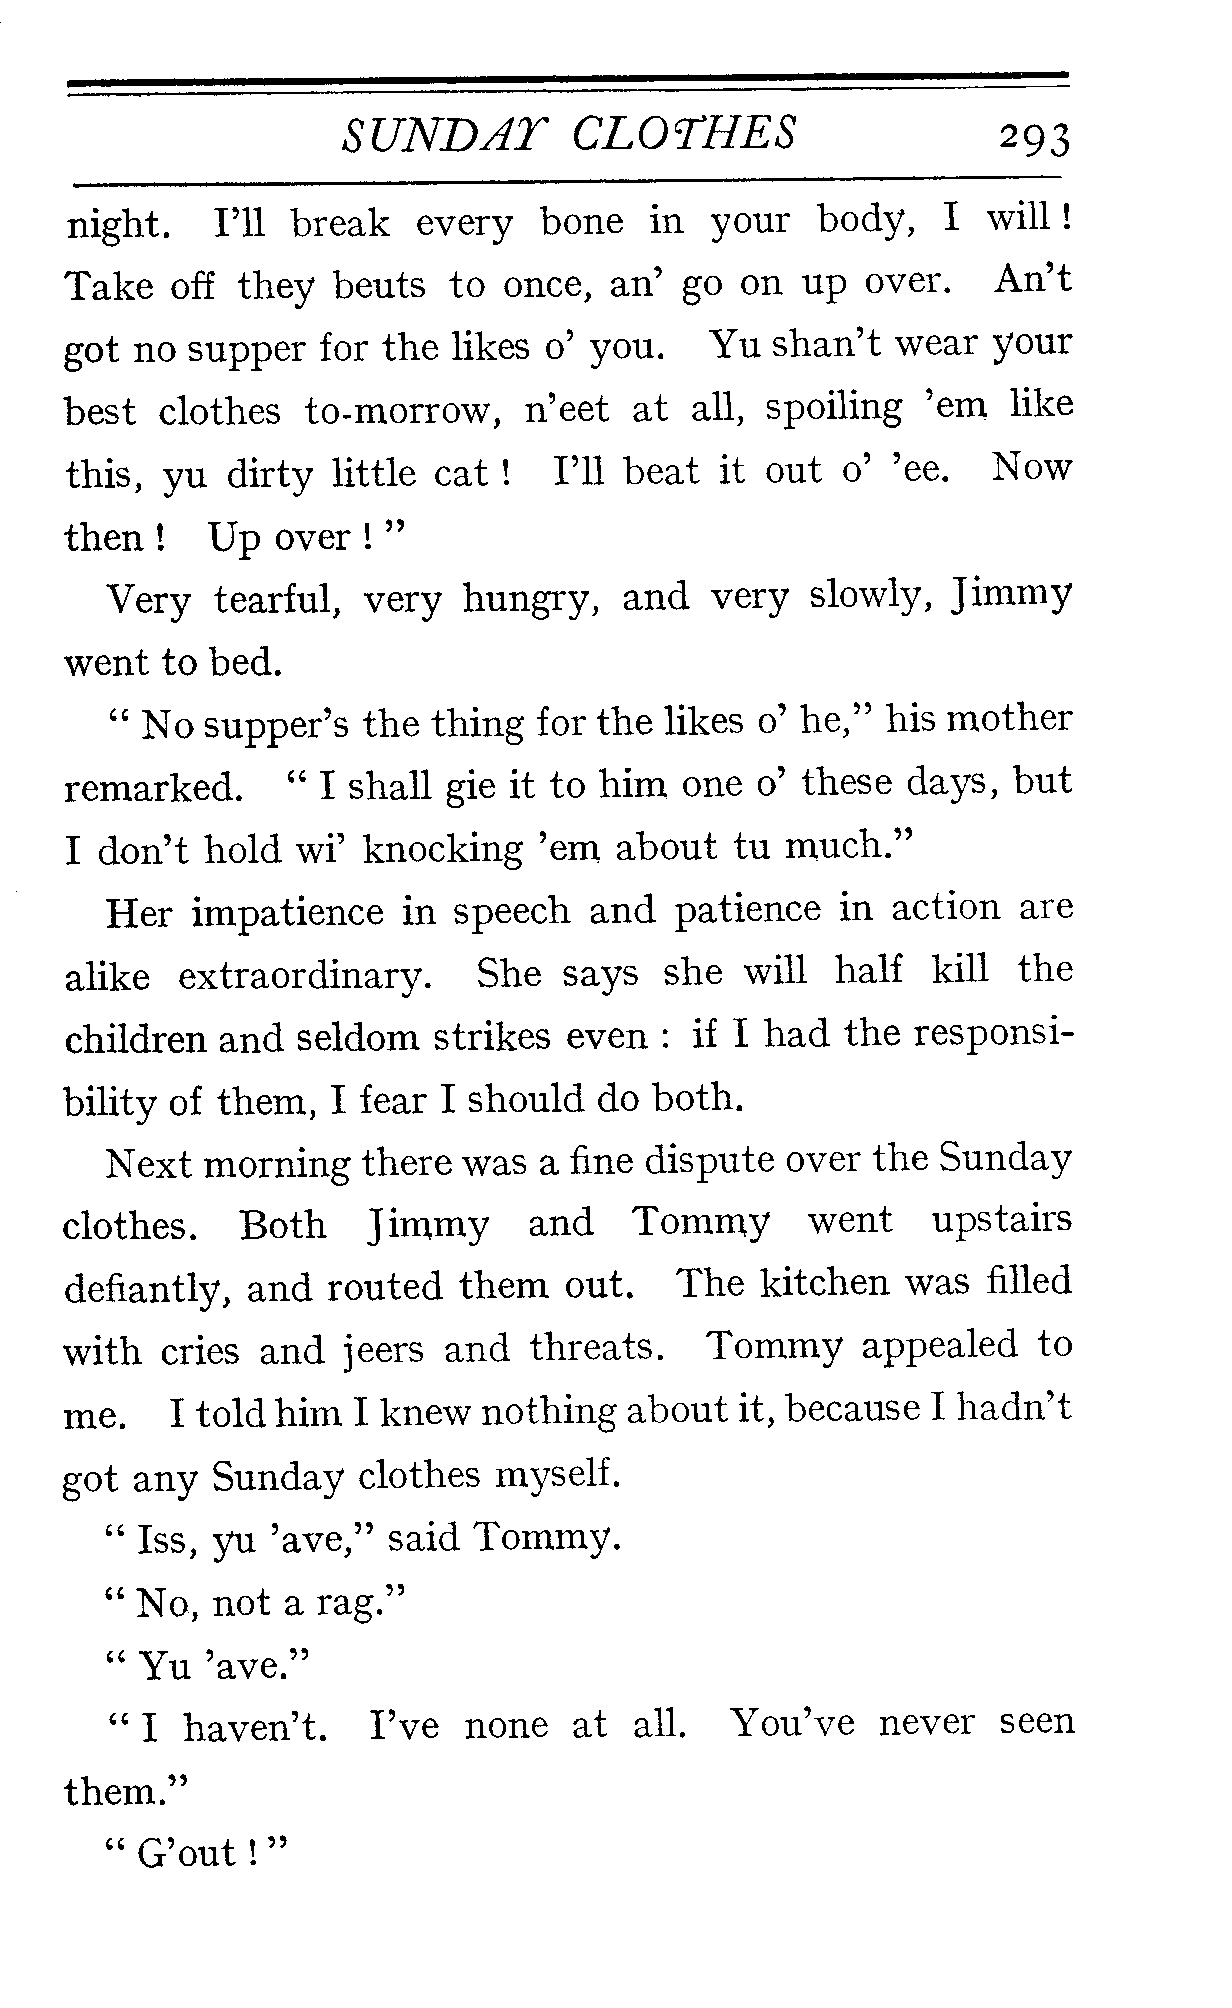 SUNDAY CLOTHES 293
night. I'll break every bone in your body, I will!
Take off they beuts to once, an' go on up over. An't
got no supper for the likes o' you. Yu shan't wear your
best clothes to-morrow, n'eet at all, spoiling 'em like
this, yu dirty little cat! I'll beat it out o' 'ee. Now
then! Up over!"
Very tearful, very hungry, and very slowly, Jimmy
went to bed.
"No supper's the thing for the likes o' he," his mother
remarked. "I shall gie it to him one o' these days, but
I don't hold wi' knocking 'em about tu much."
Her impatience in speech and patience in action are
alike extraordinary. She says she will half kill the
children and seldom strikes even: if I had the responsi-
bility of them, I fear I should do both.
Next morning there was a fine dispute over the Sunday
clothes. Both Jimmy and Tommy went upstairs
defiantly, and routed them out. The kitchen was filled
with cries and jeers and threats. Tommy appealed to
me. I told him I knew nothing about it, because I hadn't
got any Sunday clothes myself.
"Iss, yu 'ave," said Tommy.
"No, not a rag."
"Yu 'ave."
"I haven't. I've none at all. You've never seen
them."
"G'out!"